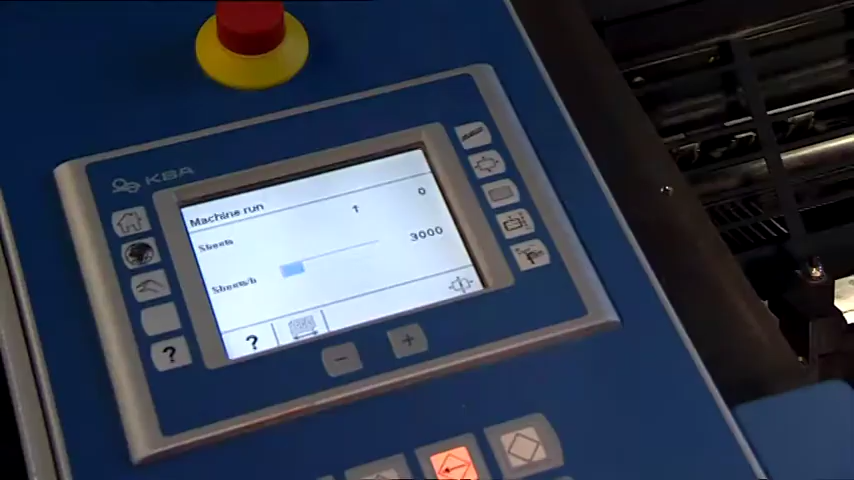 KBA
Machine run
0
Sheets
3000
Sheets/h
?
?
- +